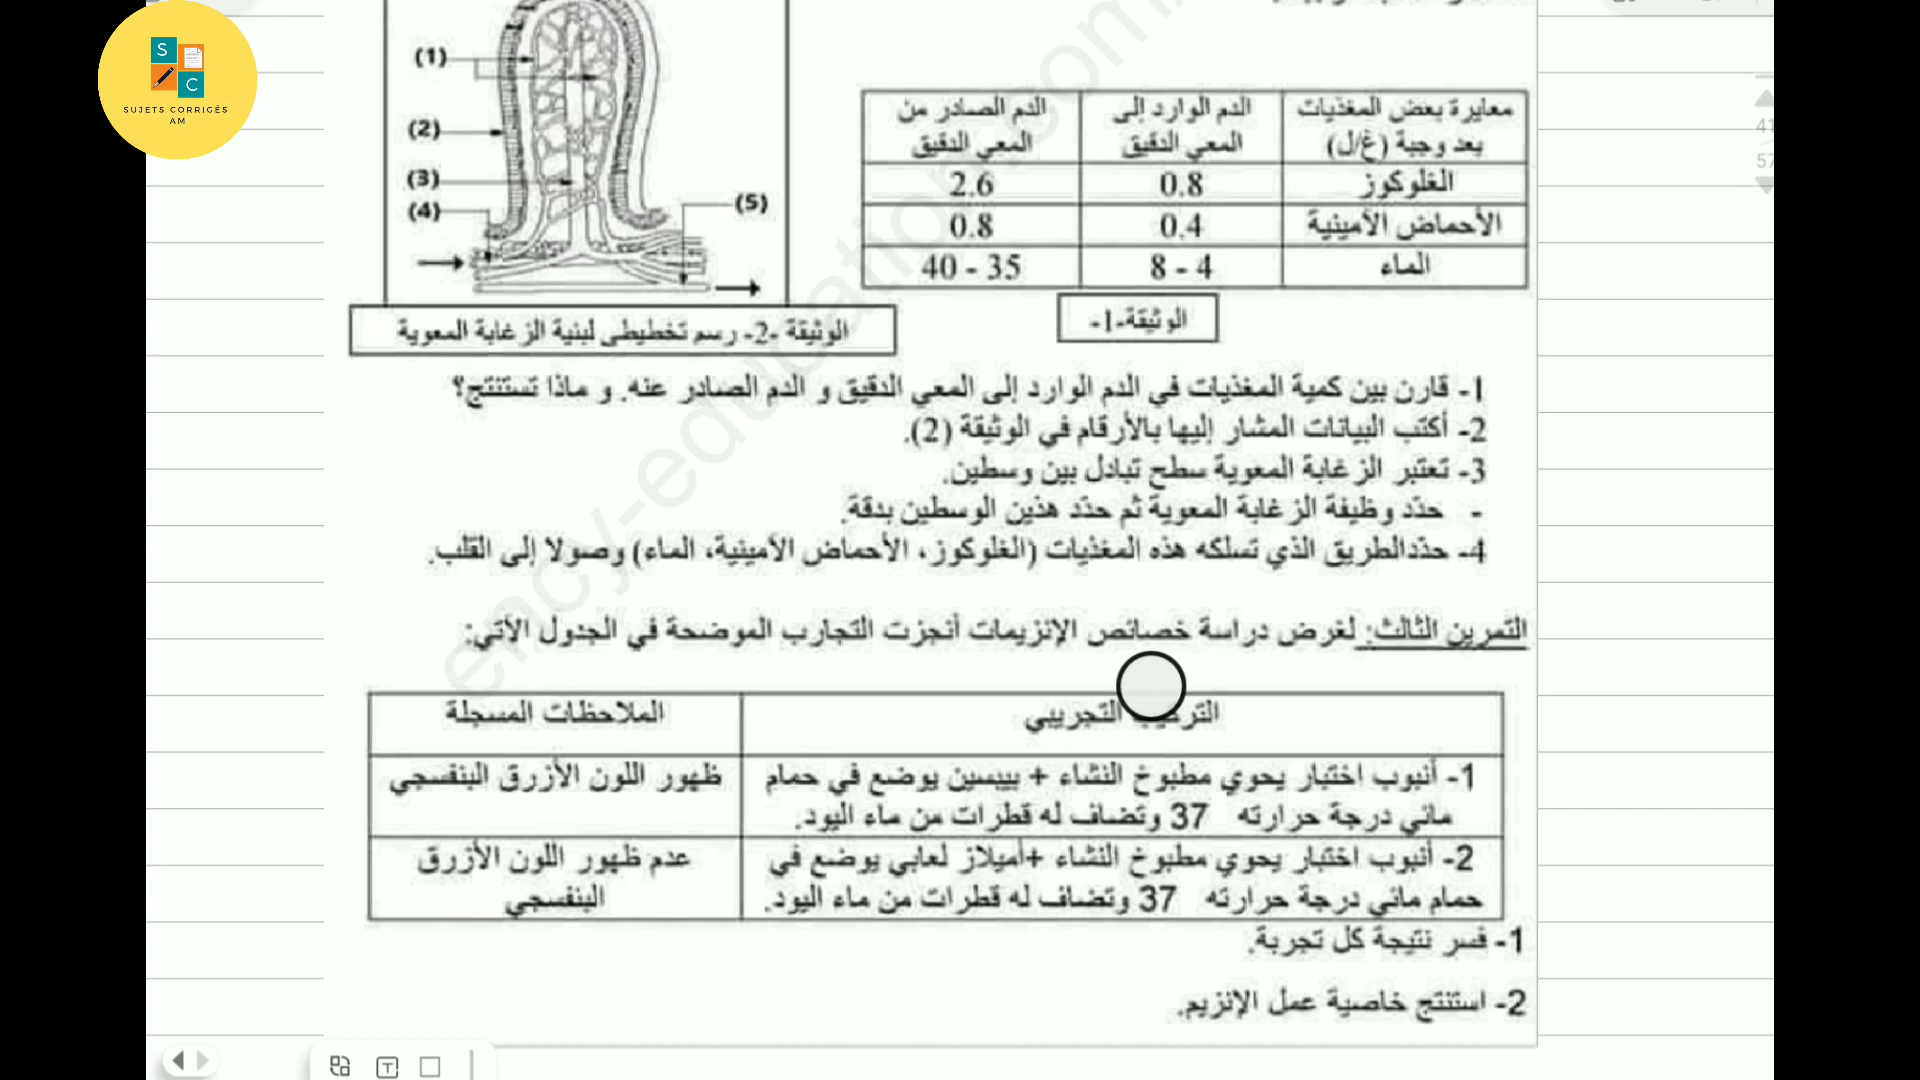 S
C
SUJETS CORRIGÉS
AM
(1)
(2)
(3)
(4)
(5)
الوثيقة -2- رسم تخطيطي لبنية الزغابة المعوية
معايرة بعض المغذيات بعد وجبة (غ/ل)
الدم الوارد إلى المعي الدقيق
الدم الصادر من المعي الدقيق
الغلوكوز 0.8 2.6
الأحماض الأمينية 0.4 0.8
الماء 4 - 8 35 - 40
الوثيقة-1-
1- قارن بين كمية المغذيات في الدم الوارد إلى المعي الدقيق و الدم الصادر عنه. و ماذا تستنتج؟
2- أكتب البيانات المشار إليها بالأرقام في الوثيقة (2).
3- تعتبر الزغابة المعوية سطح تبادل بين وسطين.
- حدّد وظيفة الزغابة المعوية ثم حدّد هذين الوسطين بدقة.
4- حدّدالطريق الذي تسلكه هذه المغذيات (الغلوكوز، الأحماض الأمينية، الماء) وصولا إلى القلب.
التمرين الثالث: لغرض دراسة خصائص الإنزيمات أنجزت التجارب الموضحة في الجدول الآتي:
التجريبي
الملاحظات المسجلة
1- أنبوب اختبار يحوي مطبوخ النشاء + بيبسين يوضع في حمام
مائي درجة حرارته 37 وتضاف له قطرات من ماء اليود.
ظهور اللون الأزرق البنفسجي
2- أنبوب اختبار يحوي مطبوخ النشاء +أميلاز لعابي يوضع في
حمام مائي درجة حرارته 37 وتضاف له قطرات من ماء اليود.
عدم ظهور اللون الأزرق
البنفسجي
1- فسر نتيجة كل تجربة.
2- استنتج خاصية عمل الإنزيم.
ency-education.com
41
57
T